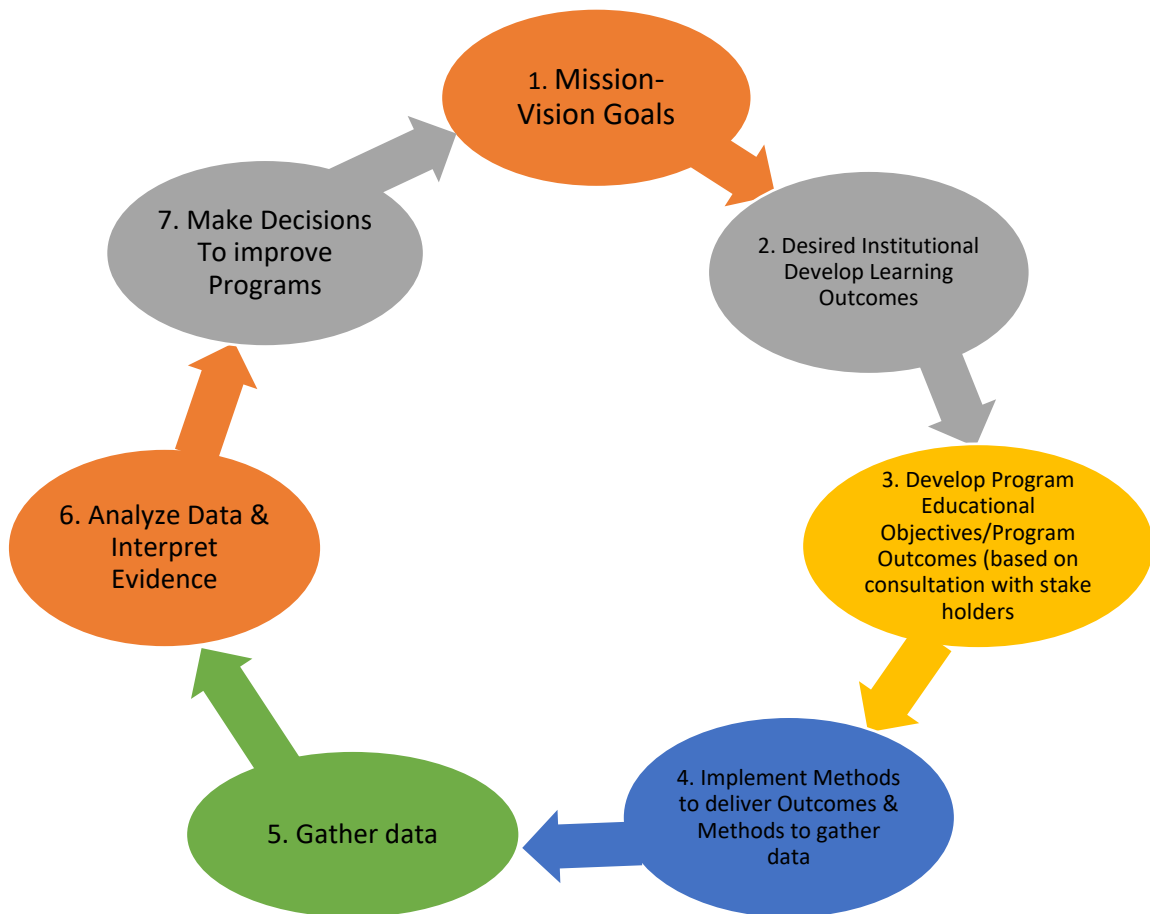 1. Mission-
Vision Goals
2. Desired Institutional
Develop Learning
Outcomes
3. Develop Program
Educational
Objectives/Program
Outcomes (based on
consultation with stake
holders
4. Implement Methods
to deliver Outcomes &
Methods to gather
data
5. Gather data
6. Analyze Data &
Interpret
Evidence
7. Make Decisions
To improve
Programs